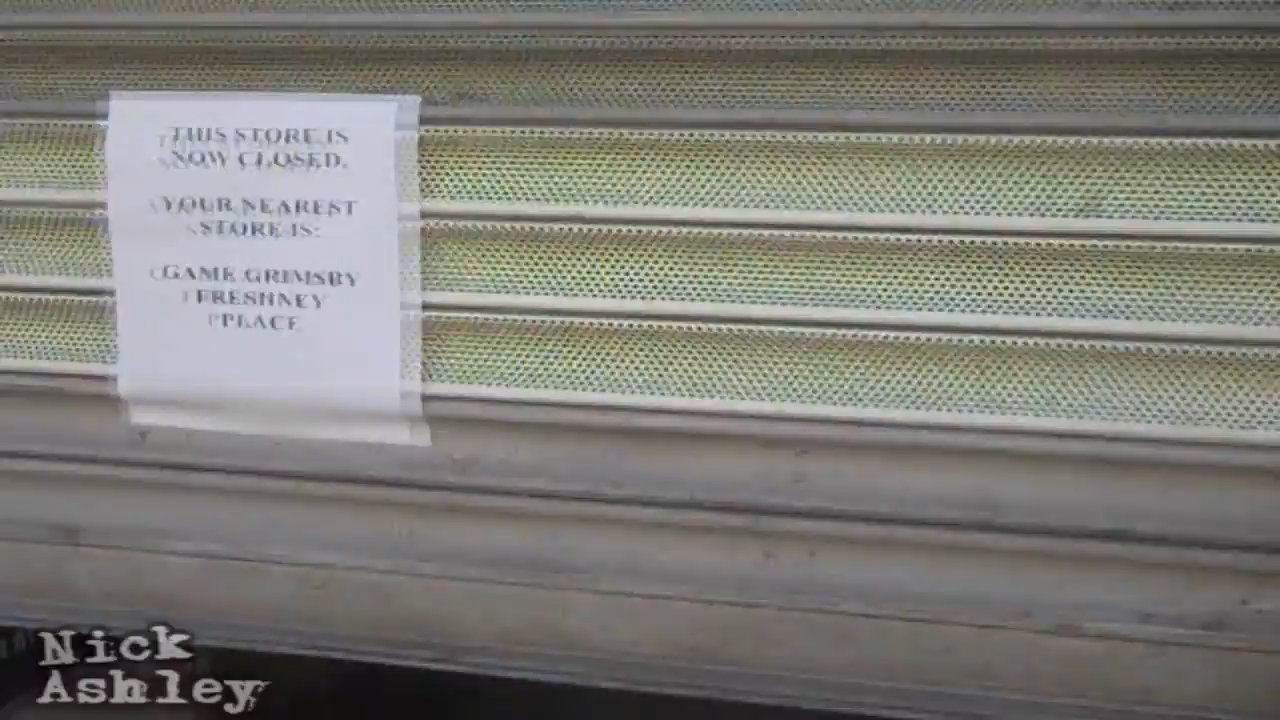 THIS STORE IS
NOW CLOSED.
YOUR NEAREST
STORE IS:
GAME GRIMSBY
FRESHNEY
PLACE
Nick
Ashley